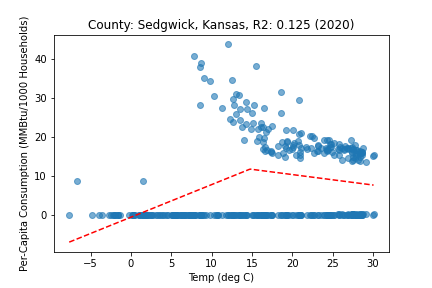 County: Sedgwick, Kansas, R2: 0.125 (2020)
Per-Capita Consumption (MMBtu/1000 Households)
40
30
20
10
0
−5 0 5 10 15 20 25 30
Temp (deg C)